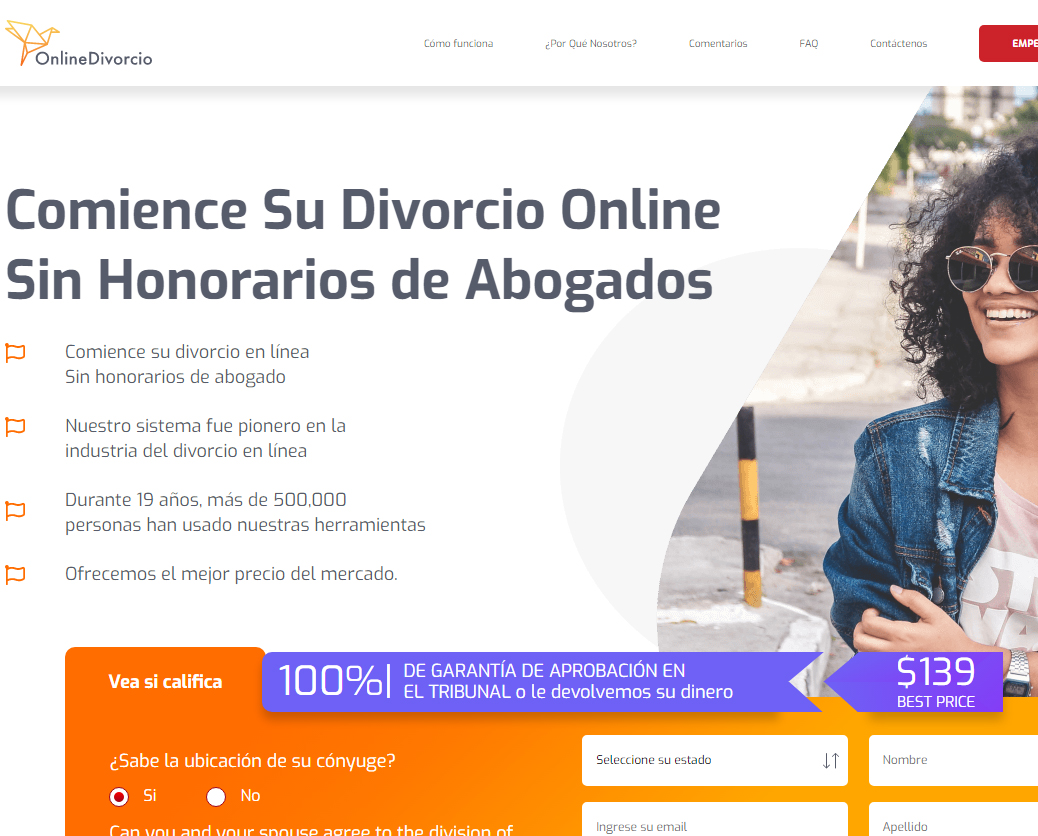 OnlineDivorcio
Cómo funciona
¿Por Qué Nosotros?
Comentarios
FAQ
Contáctenos
Comience Su Divorcio Online
Sin Honorarios de Abogados
Comience su divorcio en línea
Sin honorarios de abogado
Nuestro sistema fue pionero en la
industria del divorcio en línea
Durante 19 años, más de 500,000
personas han usado nuestras herramientas
Ofrecemos el mejor precio del mercado.
Vea si califica
100%|
DE GARANTÍA DE APROBACIÓN EN
EL TRIBUNAL o le devolvemos su dinero
$139
BEST PRICE
¿Sabe la ubicación de su cónyuge?
Si
No
Seleccione su estado
Nombre
Can you and your spouse agree to the division of
Ingrese su email
Apellido